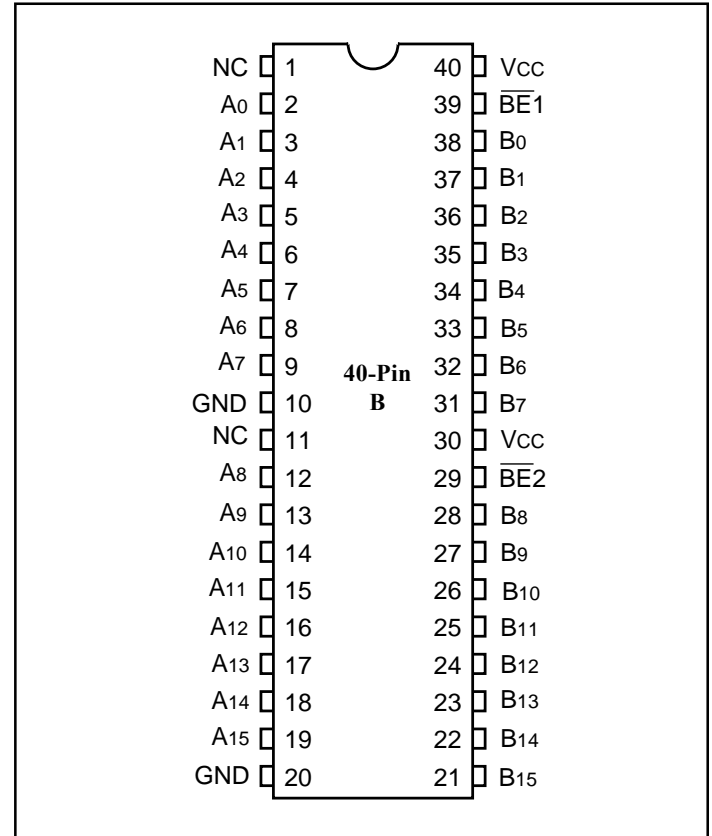 NC 1 40 VCC
A0 2 39 B̅E̅1
A1 3 38 B0
A2 4 37 B1
A3 5 36 B2
A4 6 35 B3
A5 7 34 B4
A6 8 33 B5
A7 9 32 B6
40-Pin
GND 10 31 B7
B
NC 11 30 VCC
A8 12 29 B̅E̅2
A9 13 28 B8
A10 14 27 B9
A11 15 26 B10
A12 16 25 B11
A13 17 24 B12
A14 18 23 B13
A15 19 22 B14
GND 20 21 B15